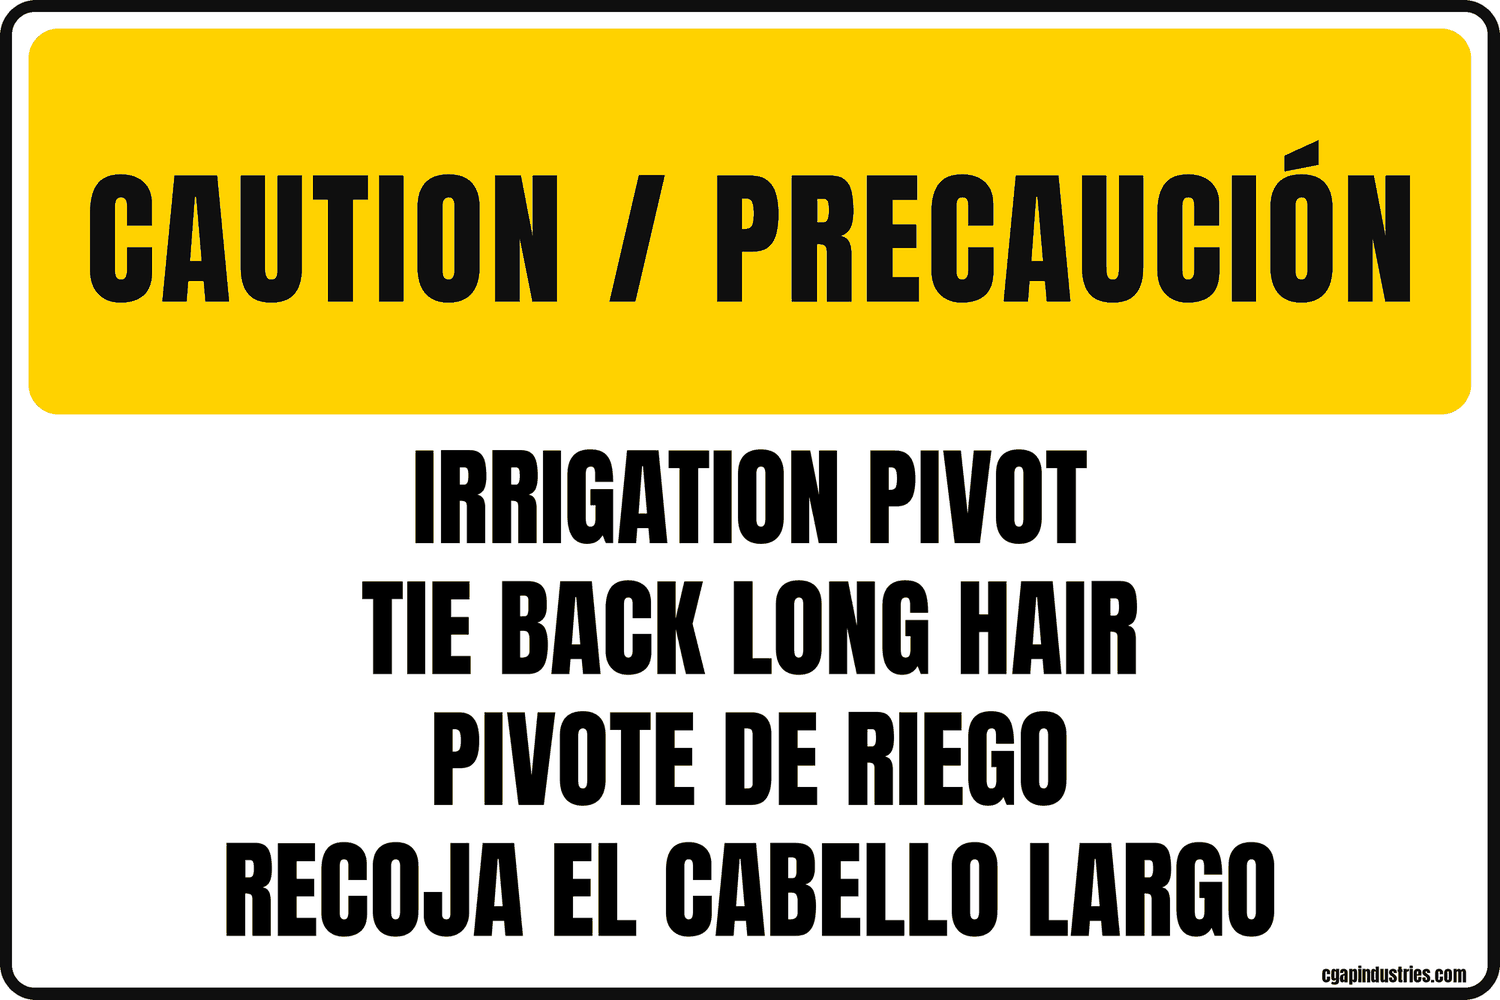 CAUTION / PRECAUCIÓN
IRRIGATION PIVOT
TIE BACK LONG HAIR
PIVOTE DE RIEGO
RECOJA EL CABELLO LARGO
cgapindustries.com